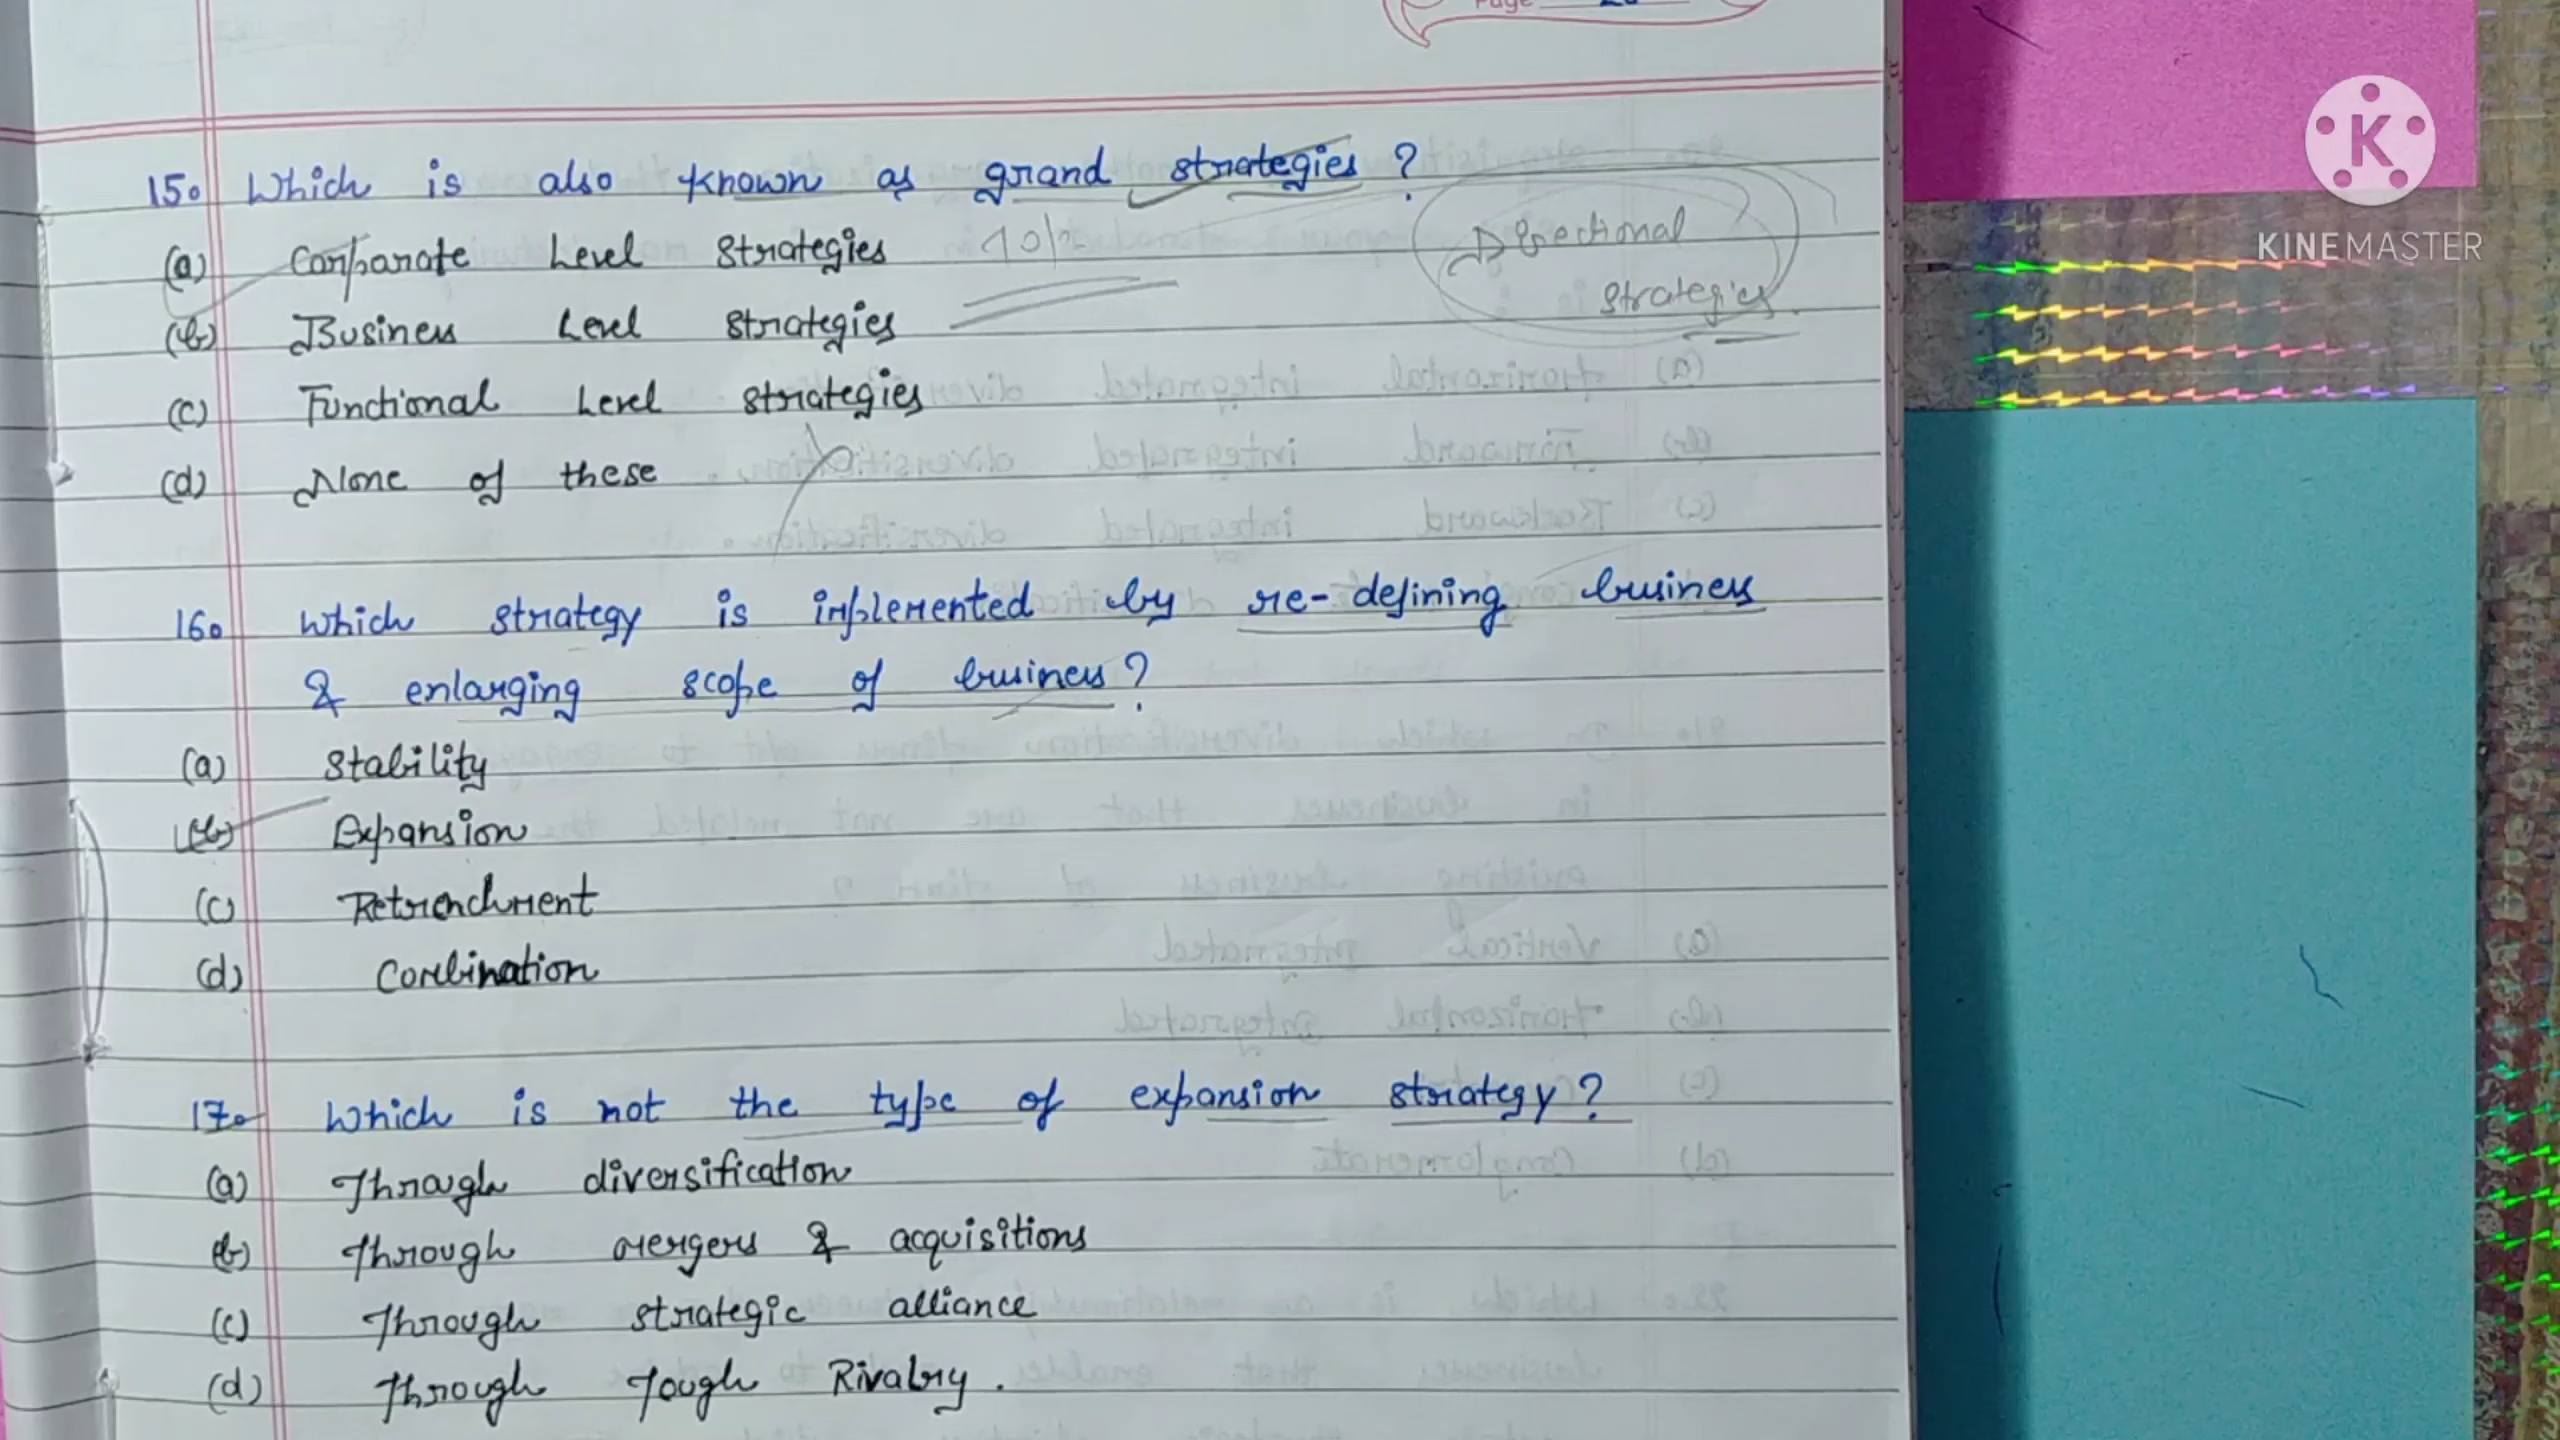 Page
15. Which is also known as grand strategies ?
(a) Corporate Level Strategies Top
Directional
Strategies
(b) Business Level Strategies
(c) Functional Level Strategies
(d) None of these
16. Which strategy is implemented by re-defining business
& enlarging scope of business ?
(a) Stability
(b) Expansion
(c) Retrenchment
(d) Combination
17. Which is not the type of expansion strategy ?
(a) Through diversification
(b) Through mergers & acquisitions
(c) Through strategic alliance
(d) Through Tough Rivalry .
K
KINEMASTER